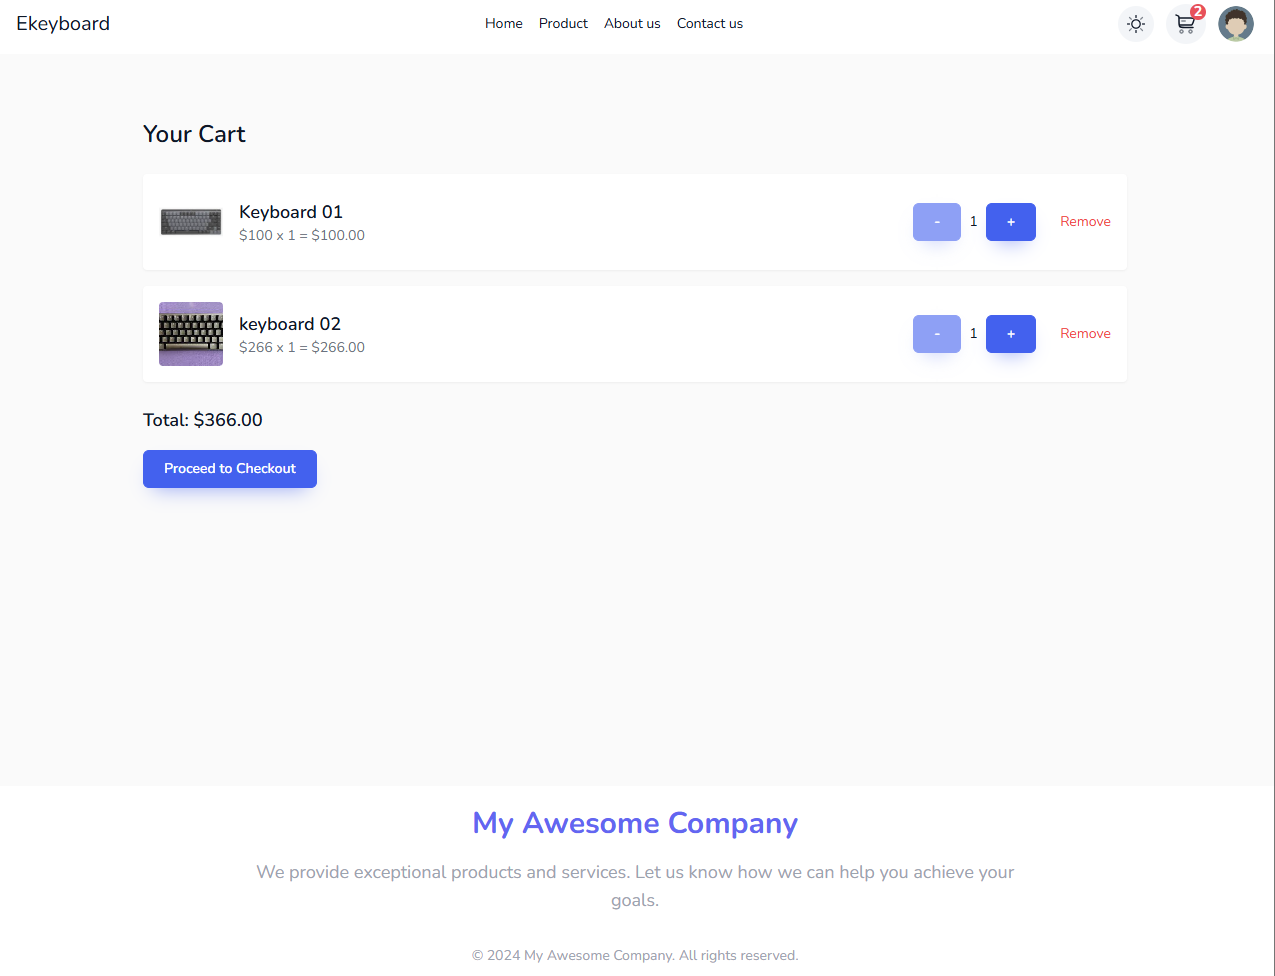 Ekeyboard
Home Product About us Contact us
2
Your Cart
Keyboard 01
$100 x 1 = $100.00
- 1 + Remove
keyboard 02
$266 x 1 = $266.00
- 1 + Remove
Total: $366.00
Proceed to Checkout
My Awesome Company
We provide exceptional products and services. Let us know how we can help you achieve your
goals.
© 2024 My Awesome Company. All rights reserved.